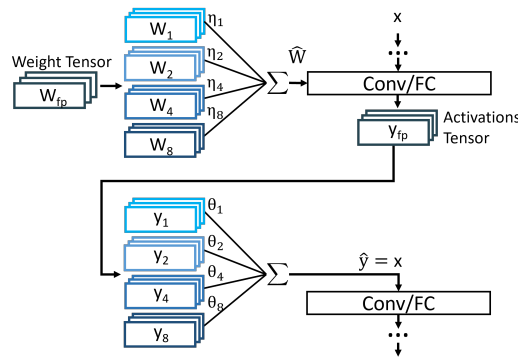 Weight Tensor
W_fp
W_1
W_2
W_4
W_8
η_1
η_2
η_4
η_8
∑
Ŵ
x
•••
Conv/FC
y_fp
Activations
Tensor
y_1
y_2
y_4
y_8
θ_1
θ_2
θ_4
θ_8
∑
ŷ = x
Conv/FC
•••